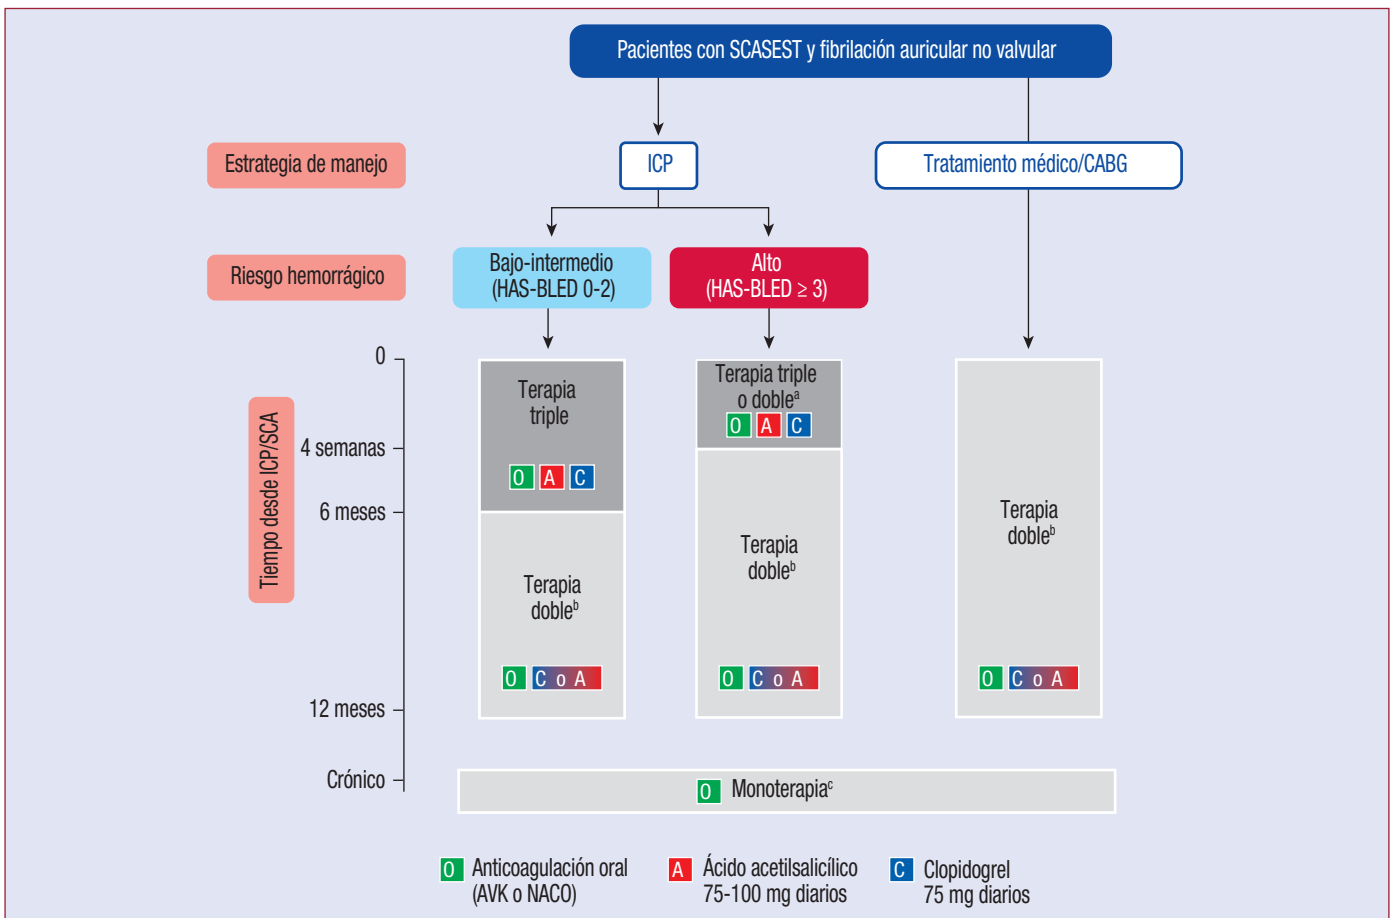 Pacientes con SCASEST y fibrilación auricular no valvular
Estrategia de manejo
ICP
Tratamiento médico/CABG
Riesgo hemorrágico
Bajo-intermedio
(HAS-BLED 0-2)
Alto
(HAS-BLED ≥ 3)
Tiempo desde ICP/SCA
0
4 semanas
6 meses
12 meses
Crónico
Terapia
triple
O A C
Terapia
dobleᵇ
O C o A
Terapia triple
o dobleᵃ
O A C
Terapia
dobleᵇ
O C o A
Terapia
dobleᵇ
O C o A
O Monoterapiaᶜ
O Anticoagulación oral
(AVK o NACO)
A Ácido acetilsalicílico
75-100 mg diarios
C Clopidogrel
75 mg diarios